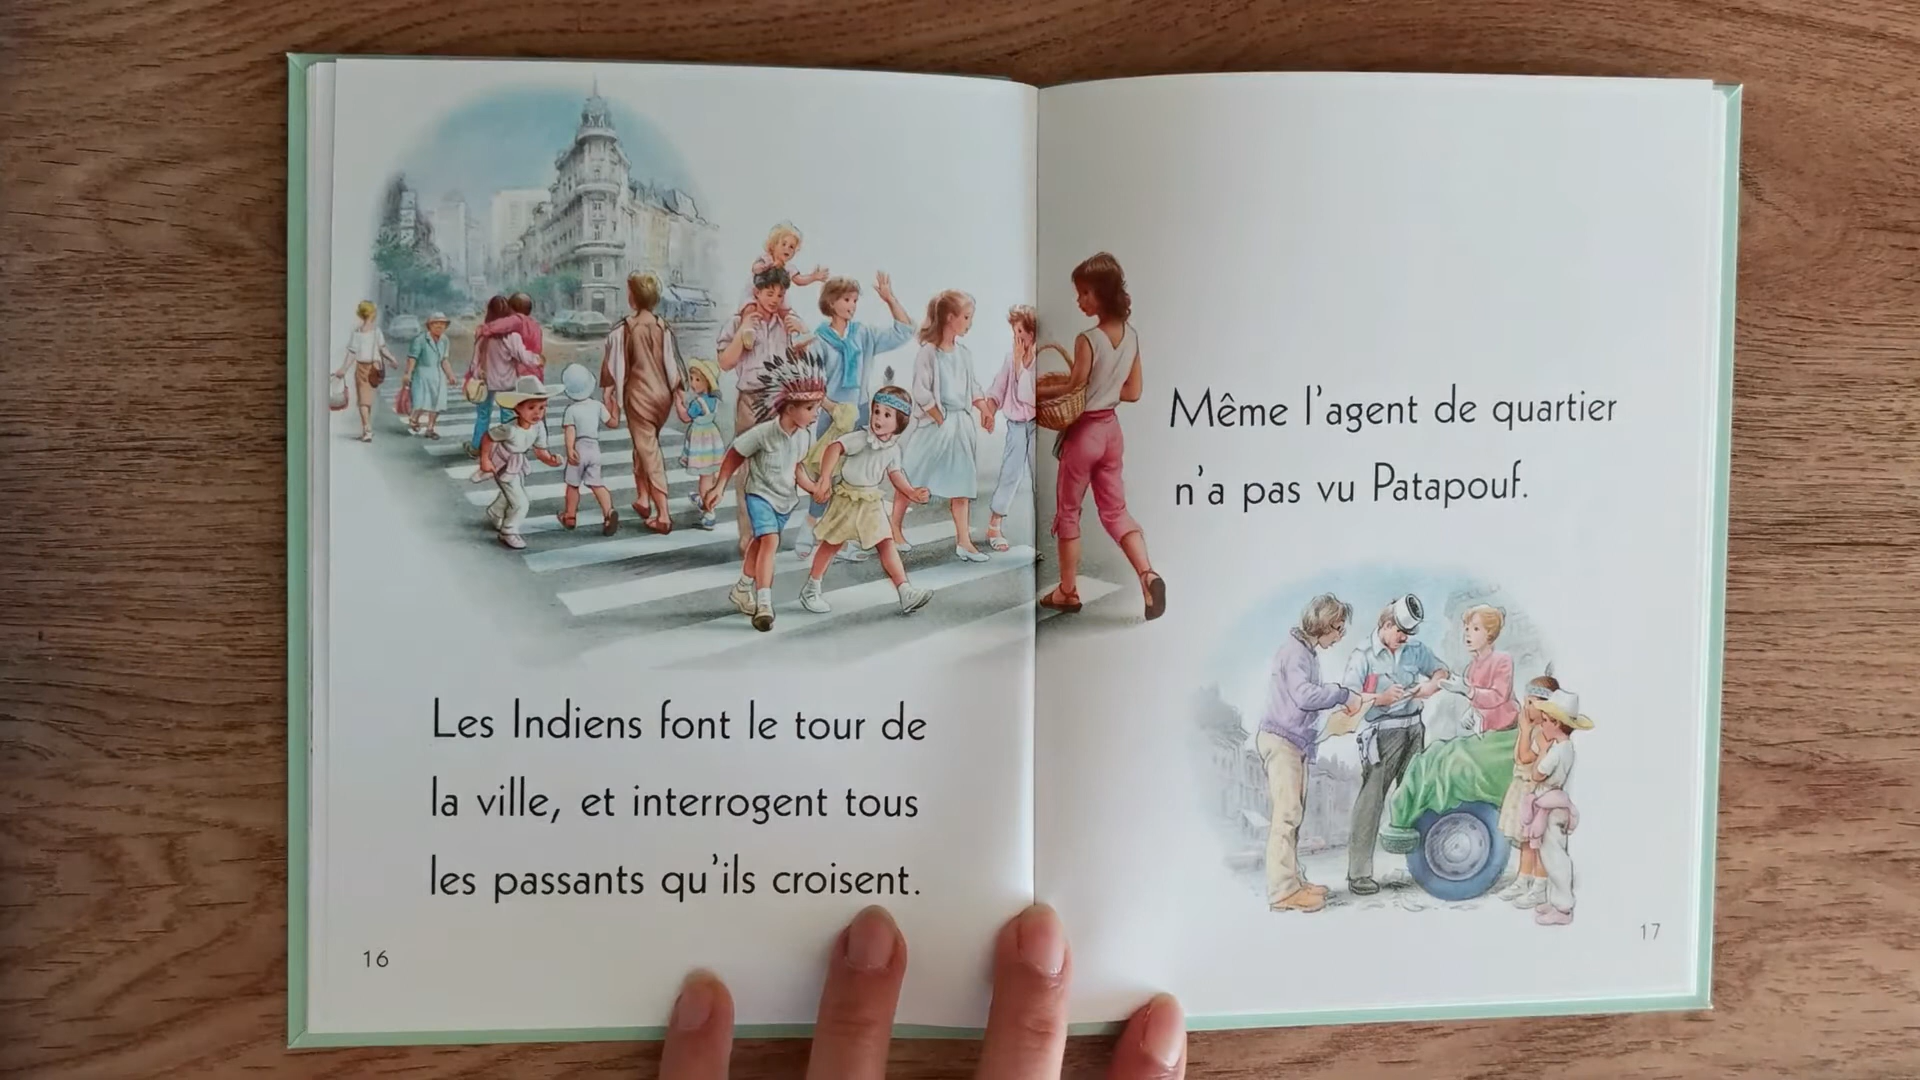 Les Indiens font le tour de
la ville, et interrogent tous
les passants qu'ils croisent.
16
Même l'agent de quartier
n'a pas vu Patapouf.
17